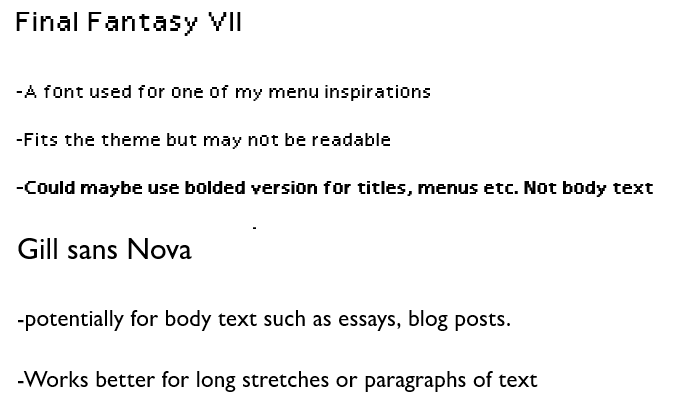 Final Fantasy VII
-A font used for one of my menu inspirations
-Fits the theme but may not be readable
-Could maybe use bolded version for titles, menus etc. Not body text
.
Gill sans Nova
-potentially for body text such as essays, blog posts.
-Works better for long stretches or paragraphs of text